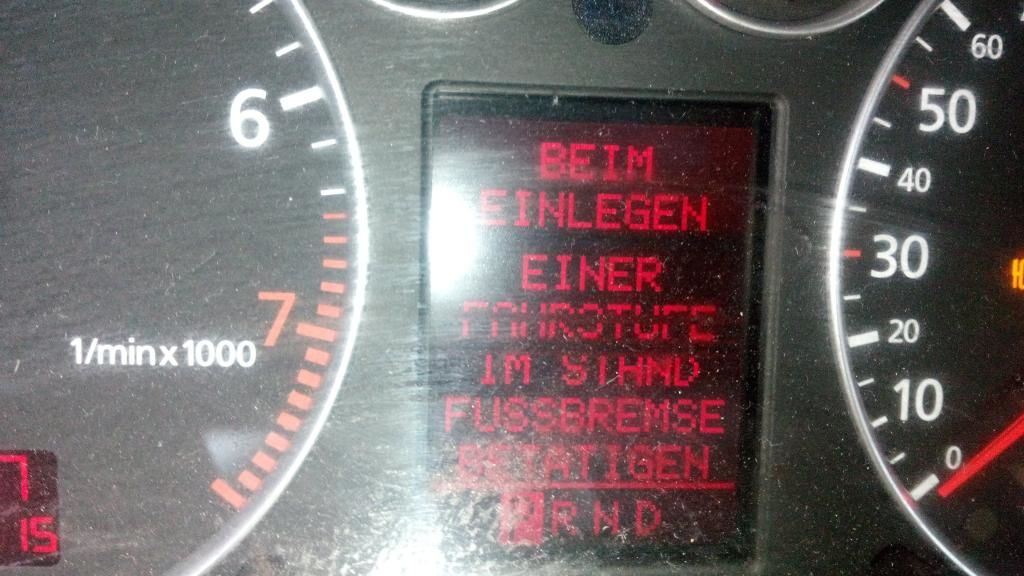 6
7
1/min x 1000
15
BEIM
EINLEGEN
EINER
FAHRSTUFE
IM STAND
FUSSBREMSE
BETÄTIGEN
P R N D
60
50
40
30
20
10
0